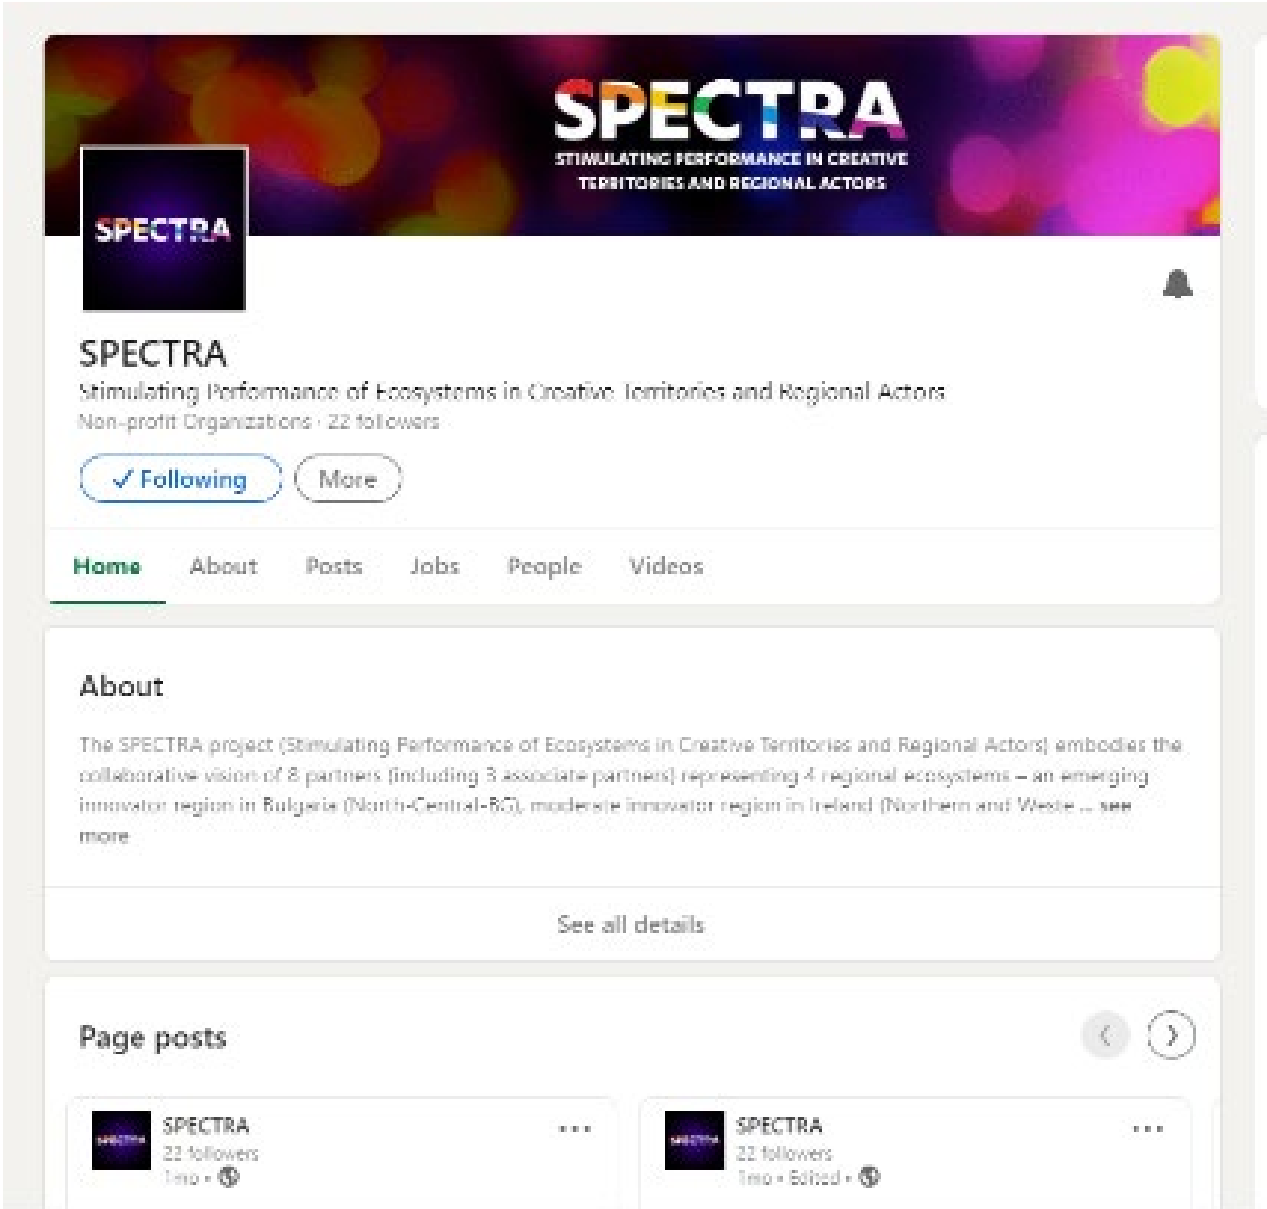 SPECTRA
STIMULATING PERFORMANCE IN CREATIVE
TERRITORIES AND REGIONAL ACTORS
SPECTRA
SPECTRA
Stimulating Performance of Ecosystems in Creative Territories and Regional Actors
Non-profit Organizations · 22 followers
✓ Following
More
Home About Posts Jobs People Videos
About
The SPECTRA project (Stimulating Performance of Ecosystems in Creative Territories and Regional Actors) embodies the
collaborative vision of 8 partners (including 3 associate partners) representing 4 regional ecosystems – an emerging
innovator region in Bulgaria (North-Central-BG), moderate innovator region in Ireland (Northern and Weste ... see
more
See all details
Page posts
SPECTRA
SPECTRA
22 followers
1mo •
SPECTRA
SPECTRA
22 followers
1mo • Edited •